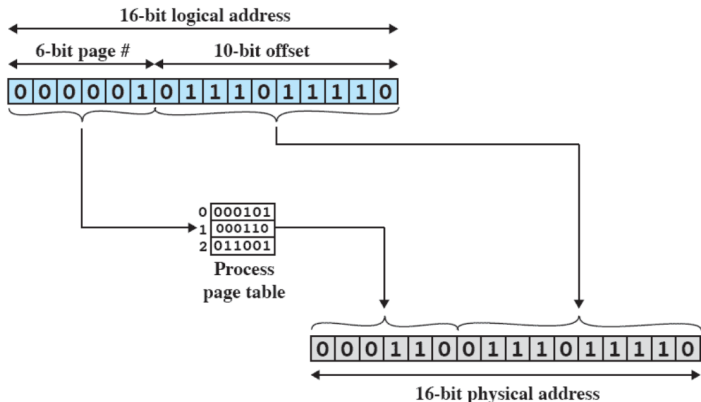 16-bit logical address
6-bit page # 10-bit offset
0 0 0 0 0 1 0 1 1 1 0 1 1 1 1 0
0 000101
1 000110
2 011001
Process
page table
0 0 0 1 1 0 0 1 1 1 0 1 1 1 1 0
16-bit physical address